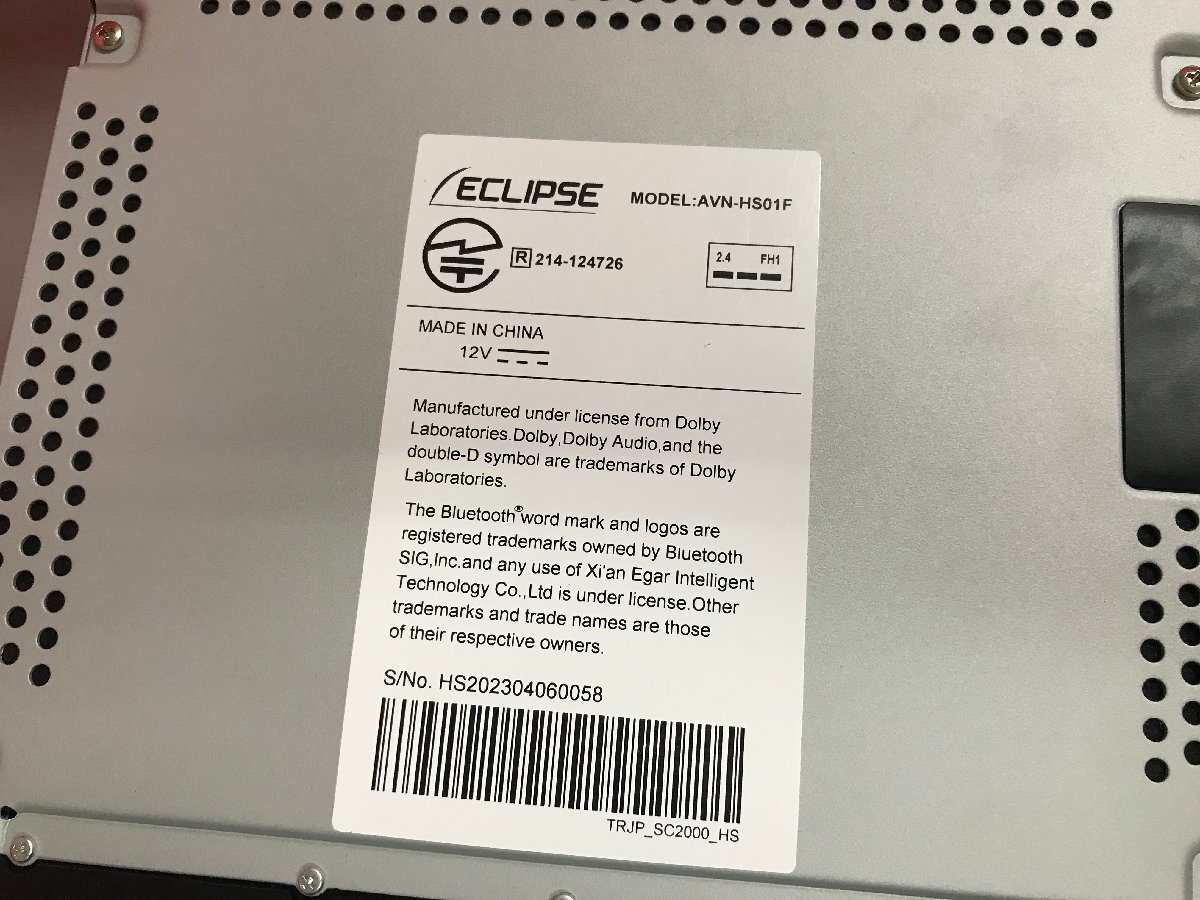 ECLIPSE MODEL:AVN-HS01F
R 214-124726
2.4 FH1
MADE IN CHINA
12V
Manufactured under license from Dolby
Laboratories.Dolby,Dolby Audio,and the
double-D symbol are trademarks of Dolby
Laboratories.
The Bluetooth®word mark and logos are
registered trademarks owned by Bluetooth
SIG,Inc.and any use of Xi'an Egar Intelligent
Technology Co.,Ltd is under license.Other
trademarks and trade names are those
of their respective owners.
S/No. HS202304060058
TRJP_SC2000_HS